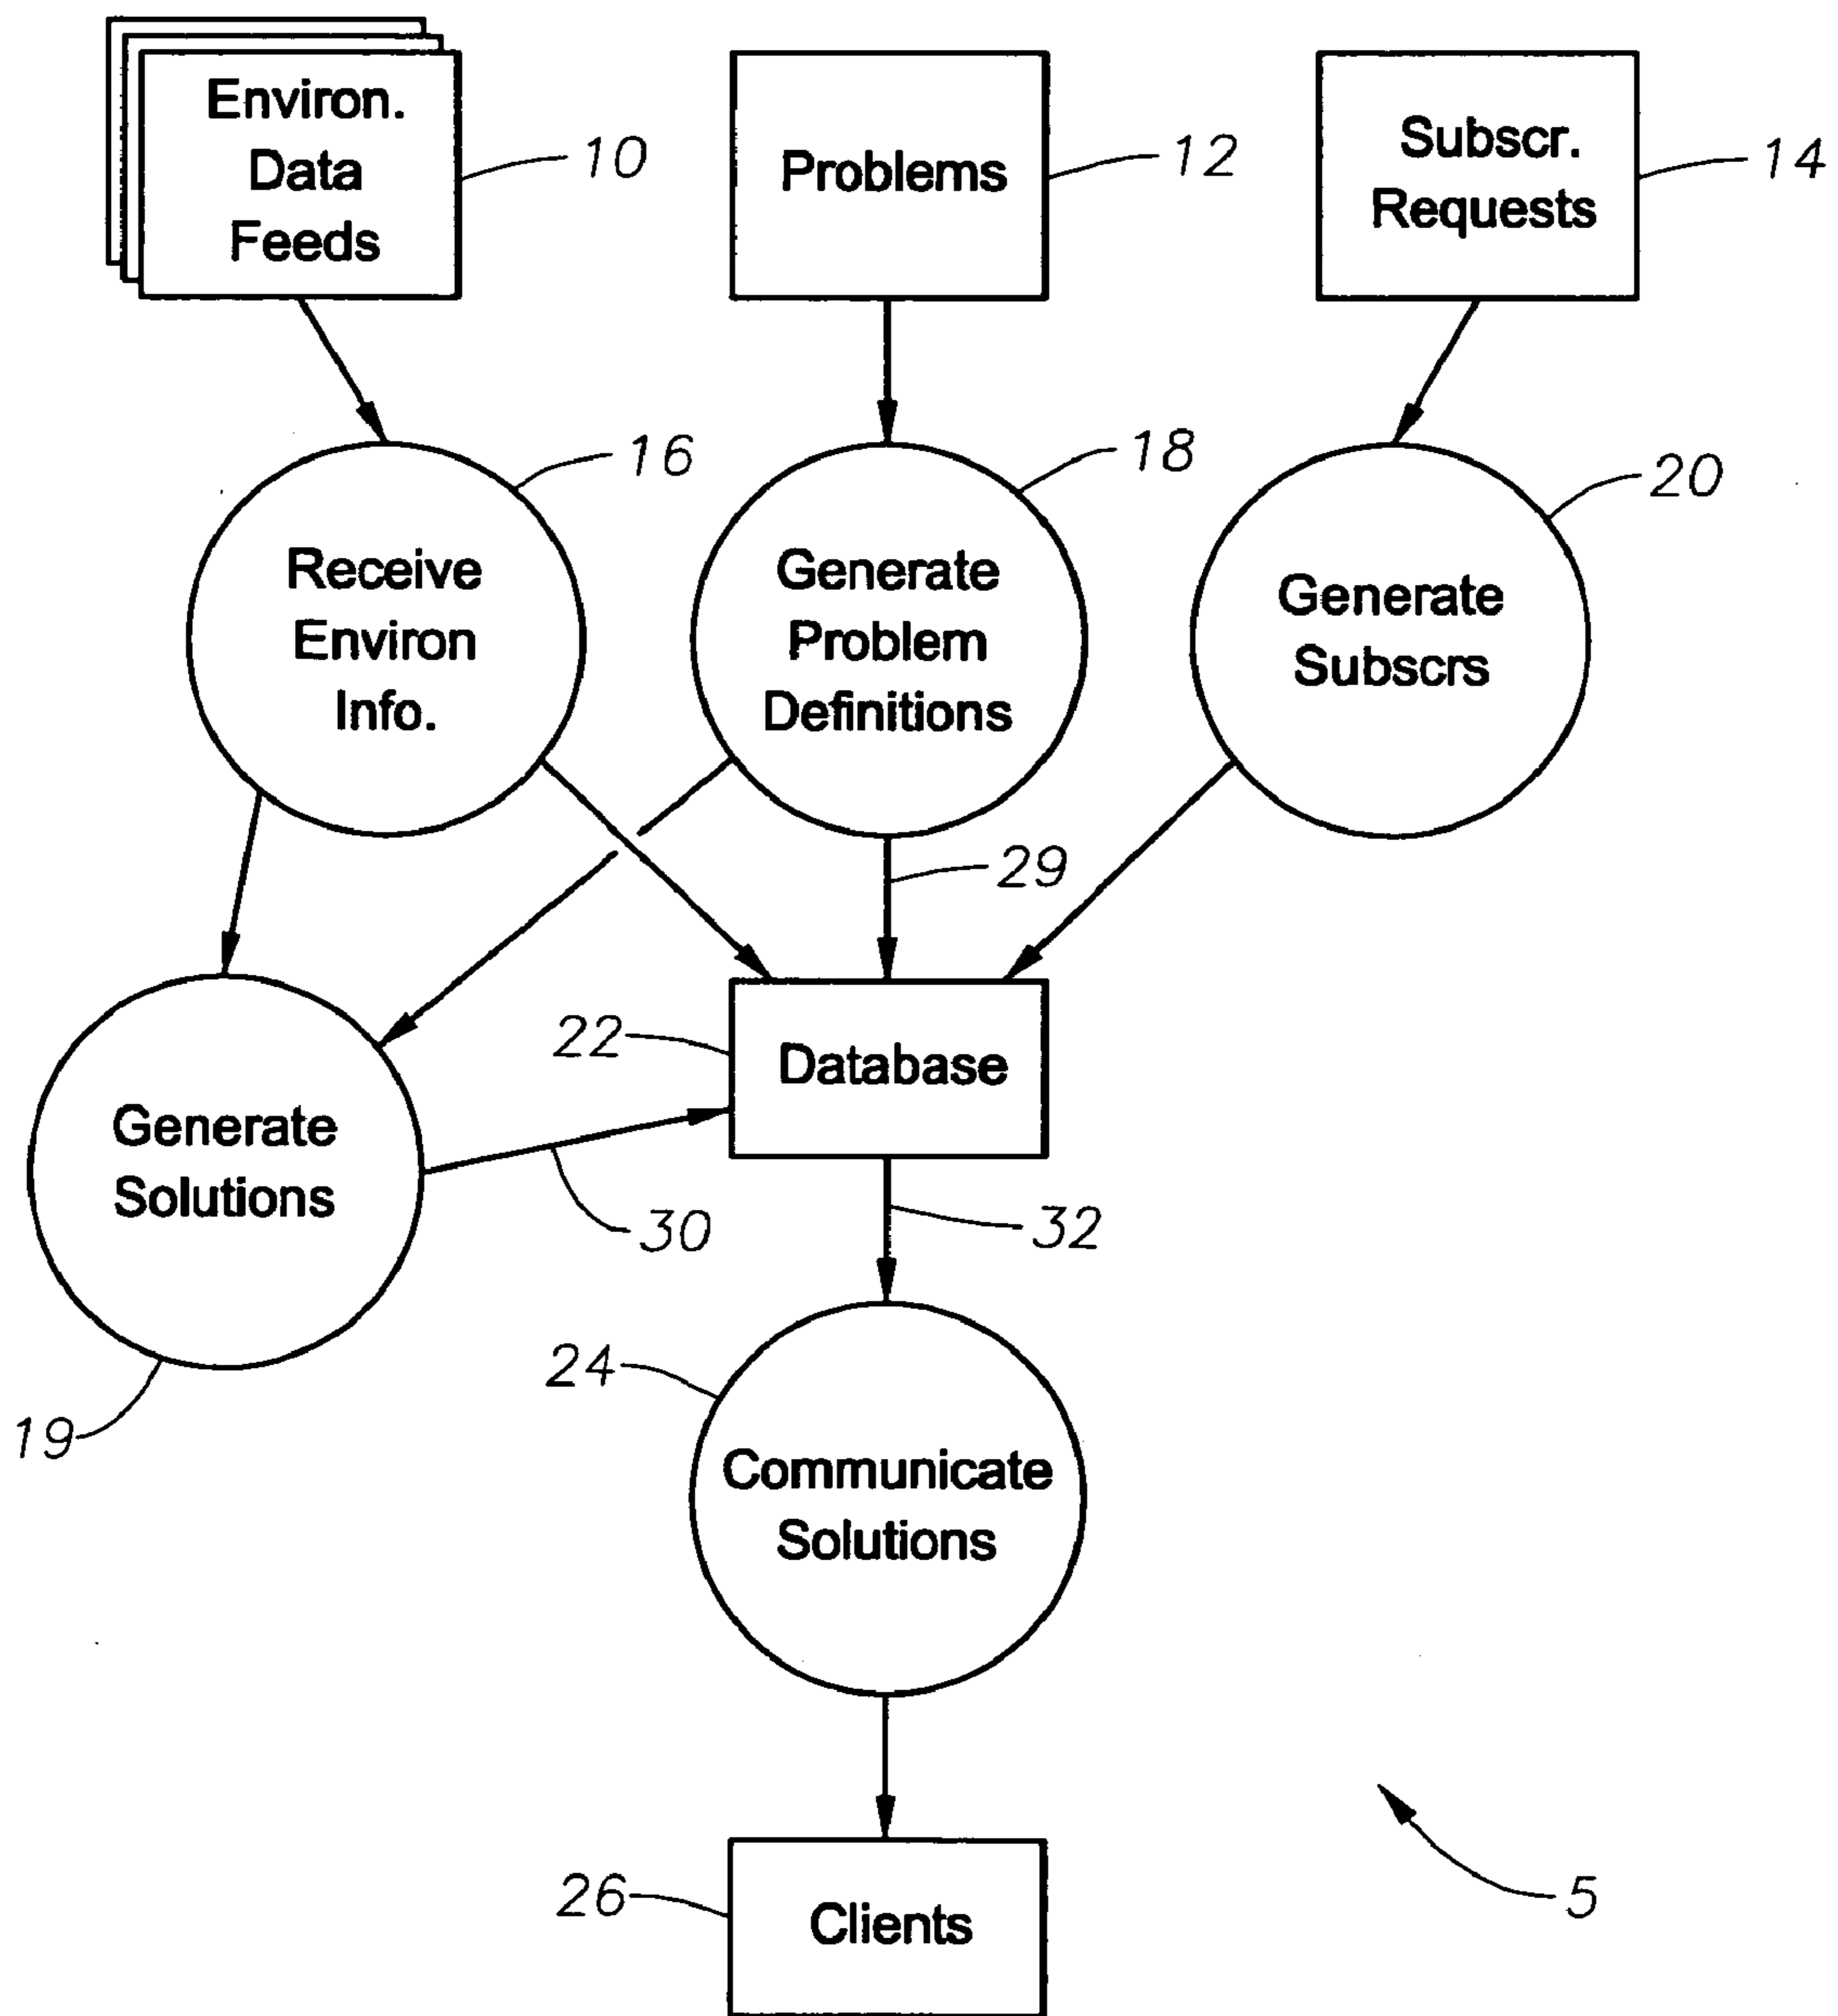 Environ.
Data
Feeds
10
Problems
12
Subscr.
Requests
14
Receive
Environ
Info.
16
Generate
Problem
Definitions
18
Generate
Subscrs
20
29
Generate
Solutions
19
22
Database
30
32
24
Communicate
Solutions
26
Clients
5